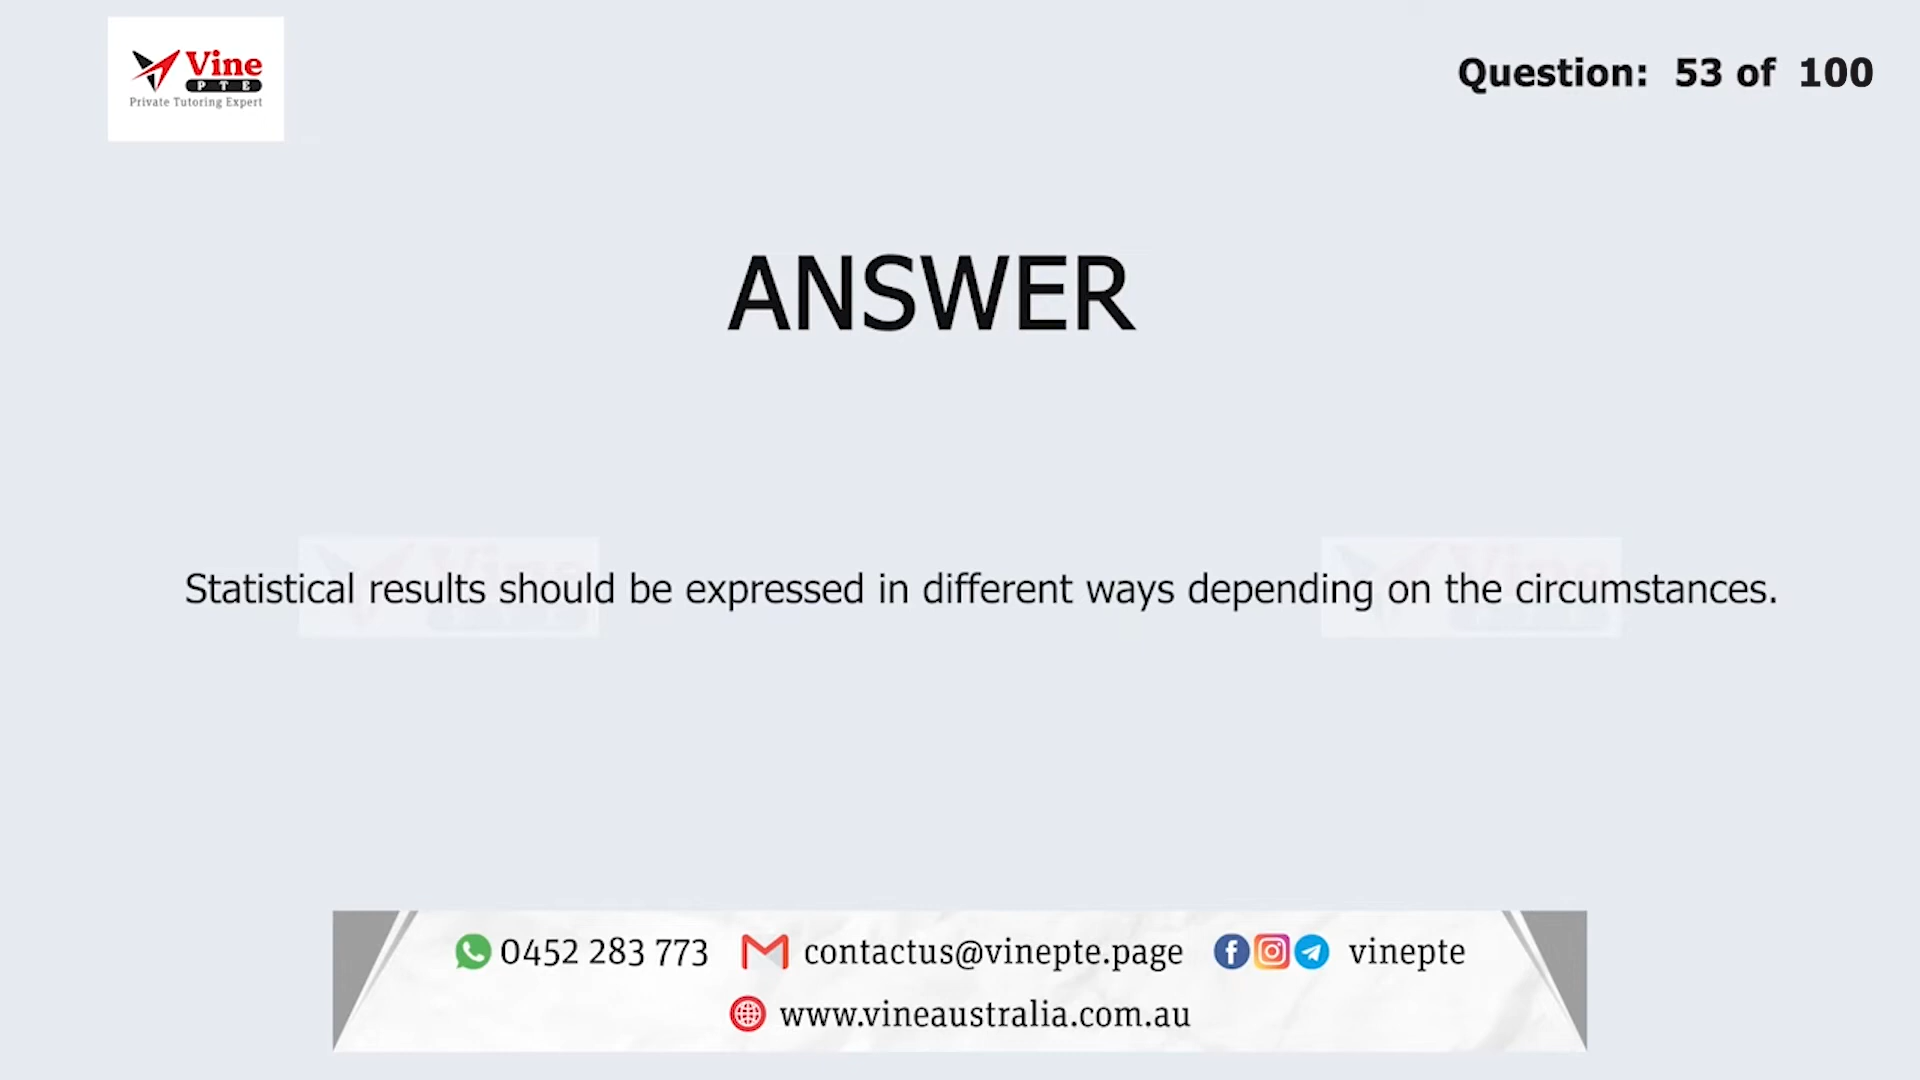 Vine
PTE
Private Tutoring Expert
Question: 53 of 100
ANSWER
Statistical results should be expressed in different ways depending on the circumstances.
0452 283 773 contactus@vinepte.page vinepte
www.vineaustralia.com.au